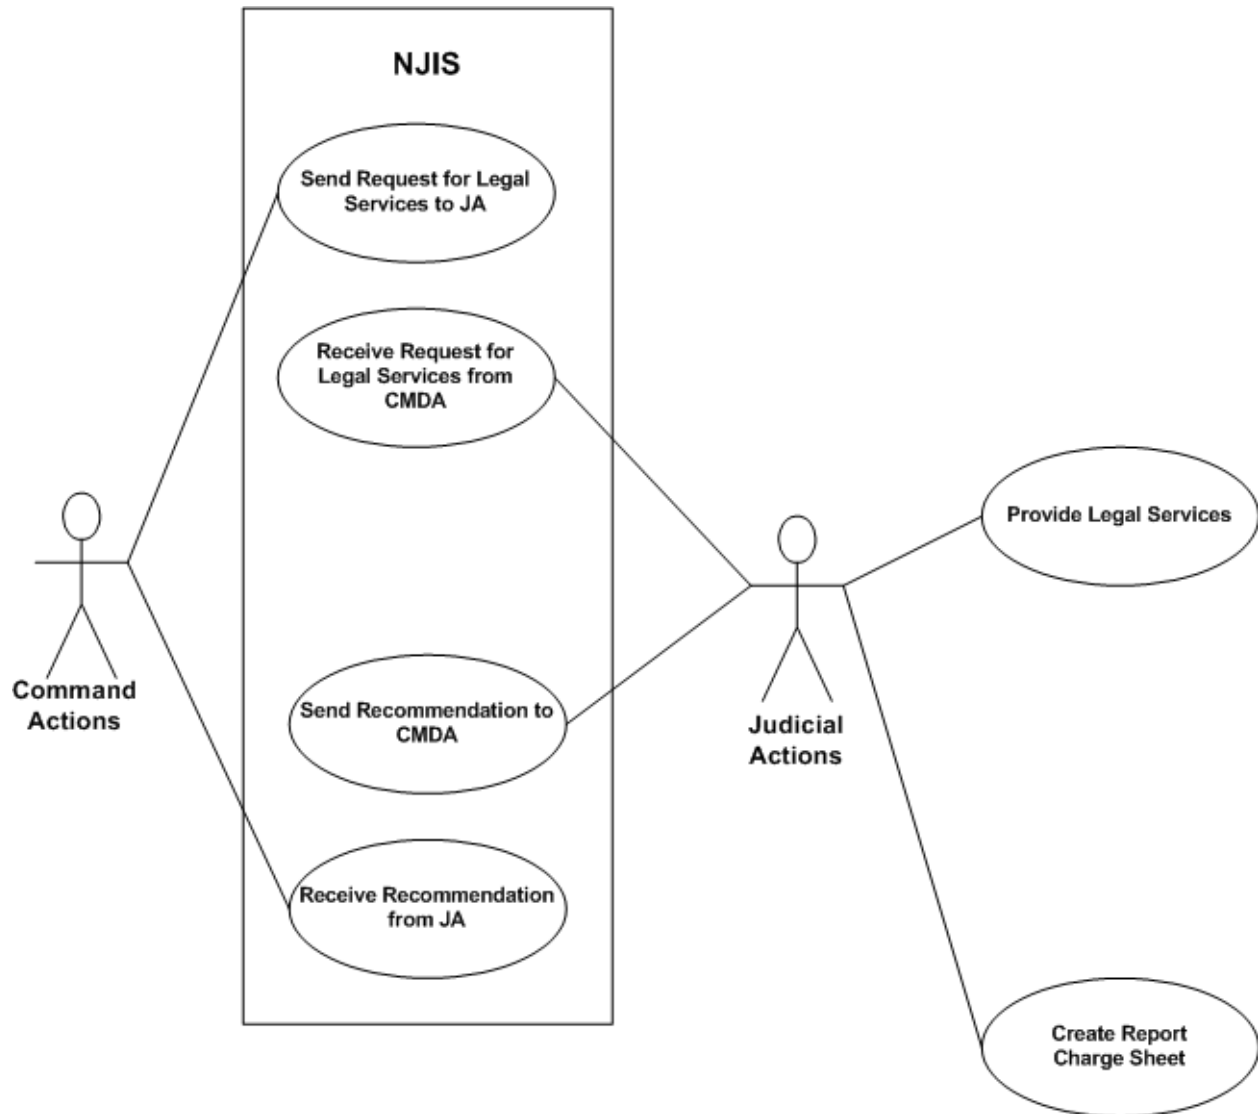 NJIS
Send Request for Legal
Services to JA
Receive Request for
Legal Services from
CMDA
Provide Legal Services
Command
Actions
Send Recommendation to
CMDA
Judicial
Actions
Receive Recommendation
from JA
Create Report
Charge Sheet